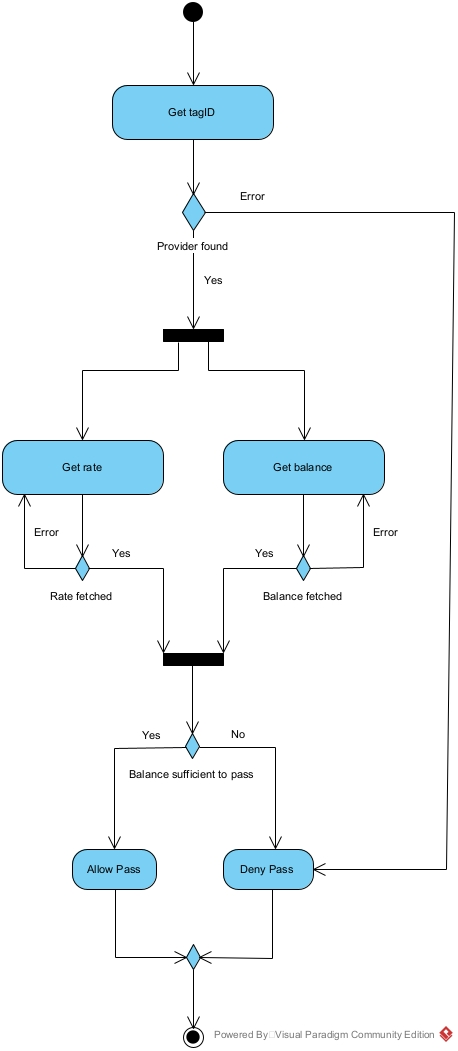 Get tagID
Error
Provider found
Yes
Get rate
Get balance
Error
Error
Yes
Yes
Rate fetched
Balance fetched
Yes
No
Balance sufficient to pass
Allow Pass
Deny Pass
Powered By Visual Paradigm Community Edition